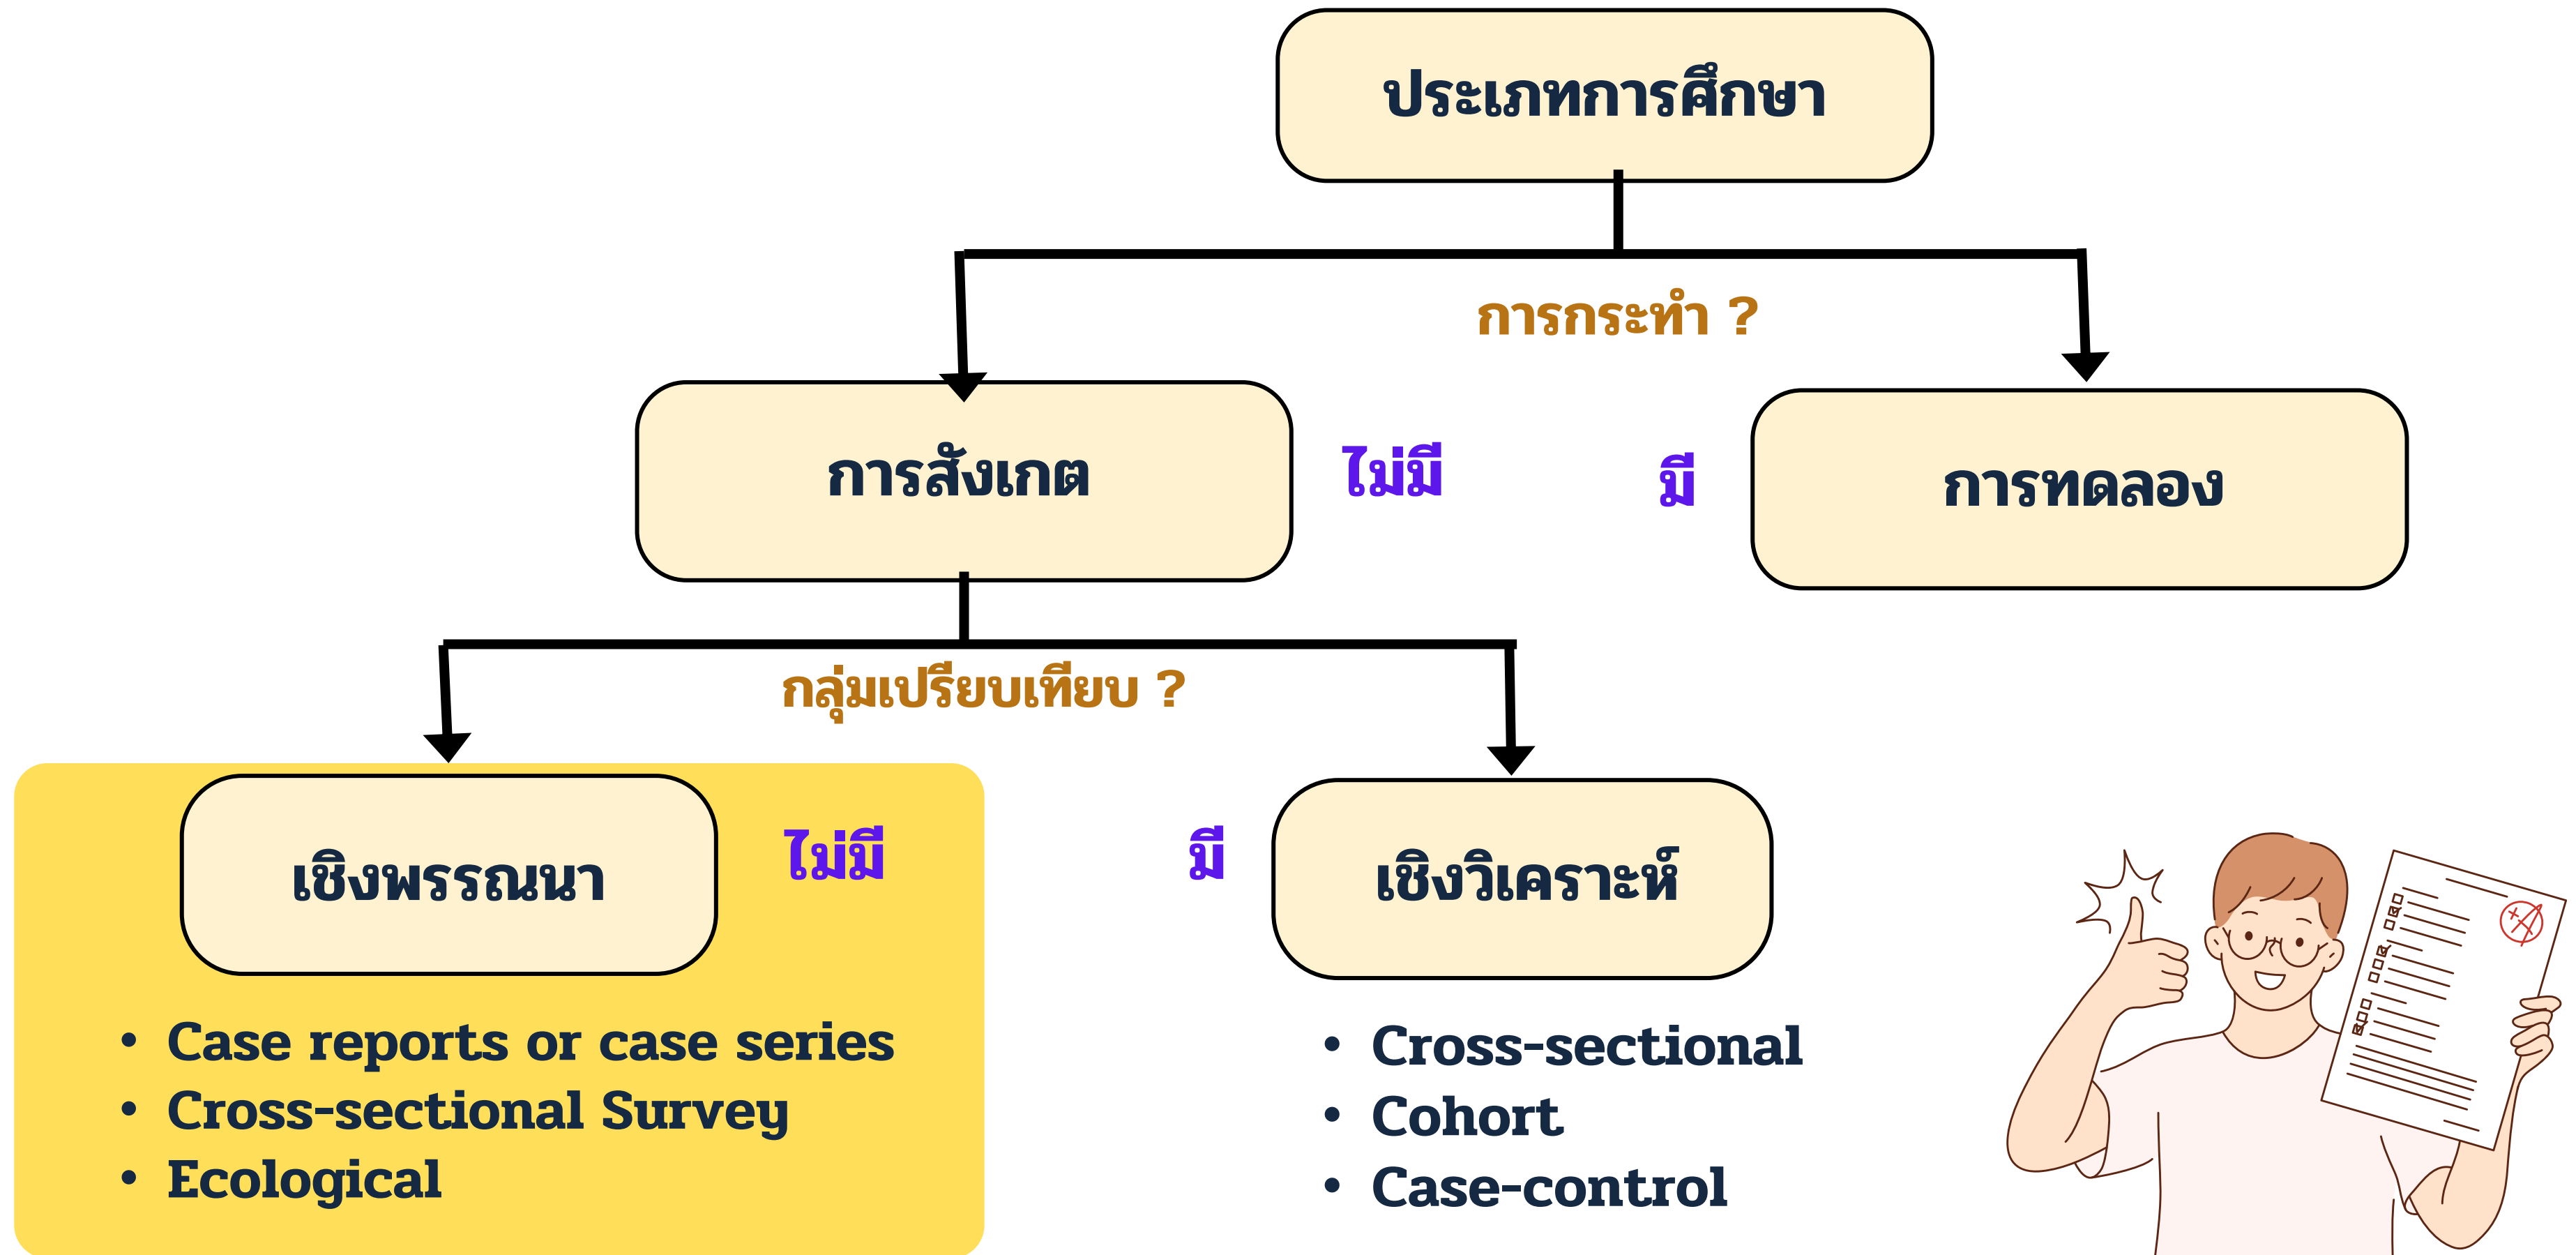 ประเภทการศึกษา
การกระทำ ?
การสังเกต
ไม่มี
มี
การทดลอง
กลุ่มเปรียบเทียบ ?
เชิงพรรณนา
ไม่มี
มี
เชิงวิเคราะห์
• Case reports or case series
• Cross-sectional Survey
• Ecological
• Cross-sectional
• Cohort
• Case-control